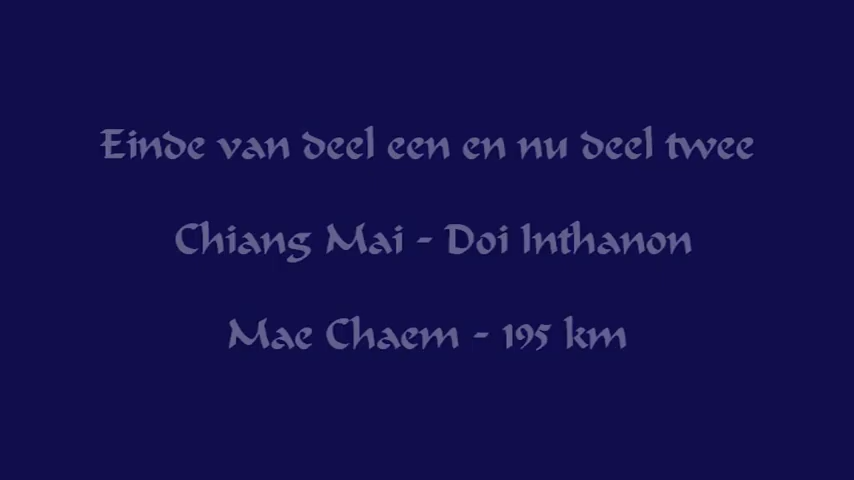 Einde van deel een en nu deel twee
Chiang Mai - Doi Inthanon
Mae Chaem - 195 km